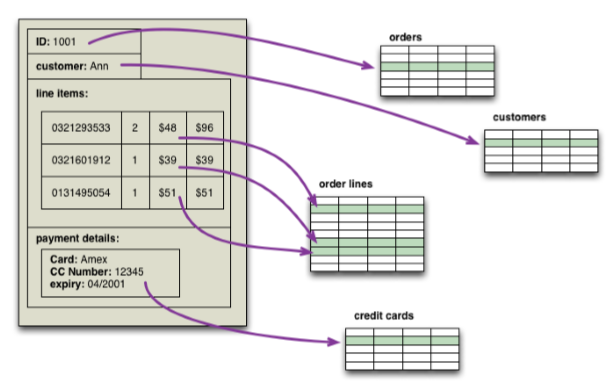 ID: 1001
customer: Ann
line items:
0321293533 2 $48 $96
0321601912 1 $39 $39
0131495054 1 $51 $51
payment details:
Card: Amex
CC Number: 12345
expiry: 04/2001
orders
customers
order lines
credit cards